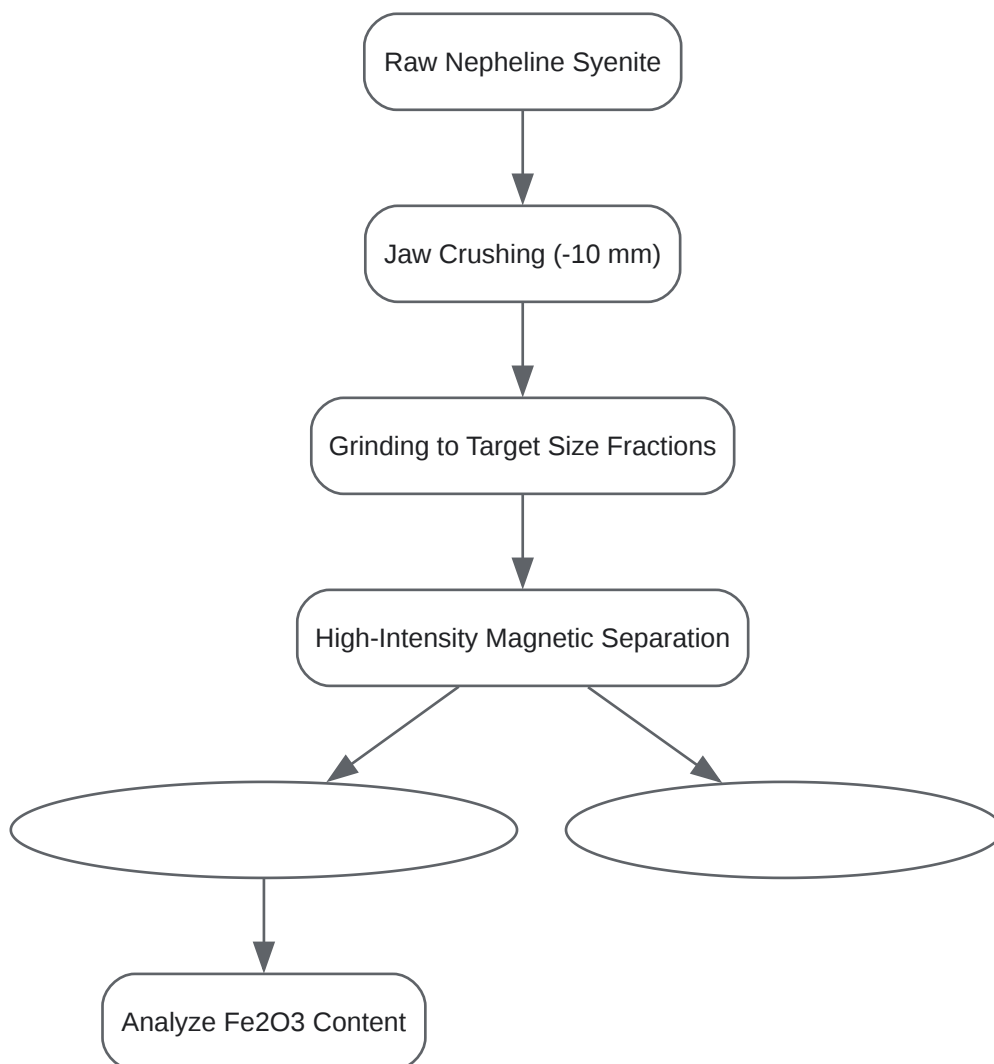 Raw Nepheline Syenite
Jaw Crushing (-10 mm)
Grinding to Target Size Fractions
High-Intensity Magnetic Separation
Analyze Fe2O3 Content